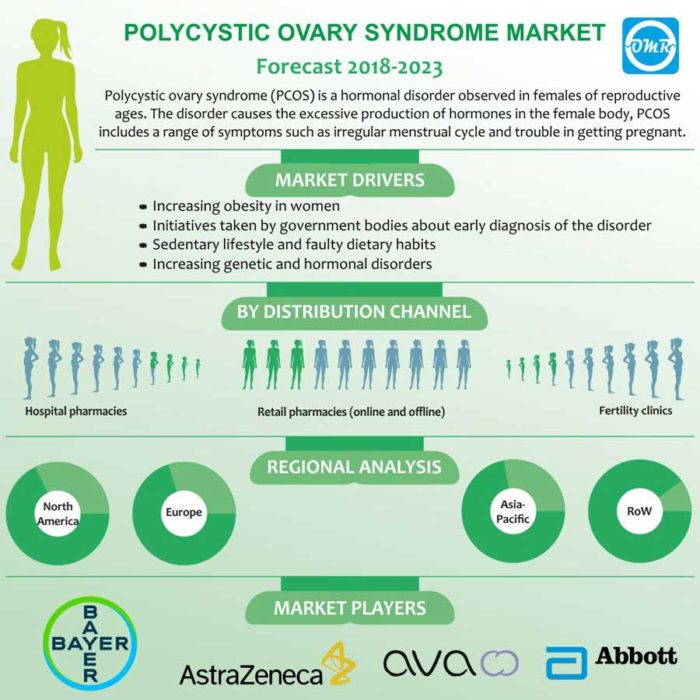 POLYCYSTIC OVARY SYNDROME MARKET
OMR
Forecast 2018-2023
Polycystic ovary syndrome (PCOS) is a hormonal disorder observed in females of reproductive
ages. The disorder causes the excessive production of hormones in the female body, PCOS
includes a range of symptoms such as irregular menstrual cycle and trouble in getting pregnant.
MARKET DRIVERS
• Increasing obesity in women
• Initiatives taken by government bodies about early diagnosis of the disorder
• Sedentary lifestyle and faulty dietary habits
• Increasing genetic and hormonal disorders
BY DISTRIBUTION CHANNEL
Hospital pharmacies
Retail pharmacies (online and offline)
Fertility clinics
REGIONAL ANALYSIS
North
America
Europe
Asia-
Pacific
RoW
MARKET PLAYERS
BAYER
BAYER
AstraZeneca
ava
Abbott